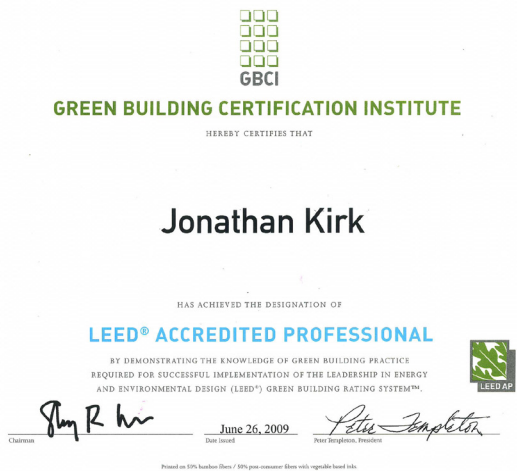 GBCI
GREEN BUILDING CERTIFICATION INSTITUTE
HEREBY CERTIFIES THAT
Jonathan Kirk
HAS ACHIEVED THE DESIGNATION OF
LEED® ACCREDITED PROFESSIONAL
BY DEMONSTRATING THE KNOWLEDGE OF GREEN BUILDING PRACTICE
REQUIRED FOR SUCCESSFUL IMPLEMENTATION OF THE LEADERSHIP IN ENERGY
AND ENVIRONMENTAL DESIGN (LEED®) GREEN BUILDING RATING SYSTEM™.
LEED AP
June 26, 2009
Peter Templeton
Chairman
Date Issued
Peter Templeton, President
Printed on 50% bamboo fibers / 50% post-consumer fibers with vegetable based inks.